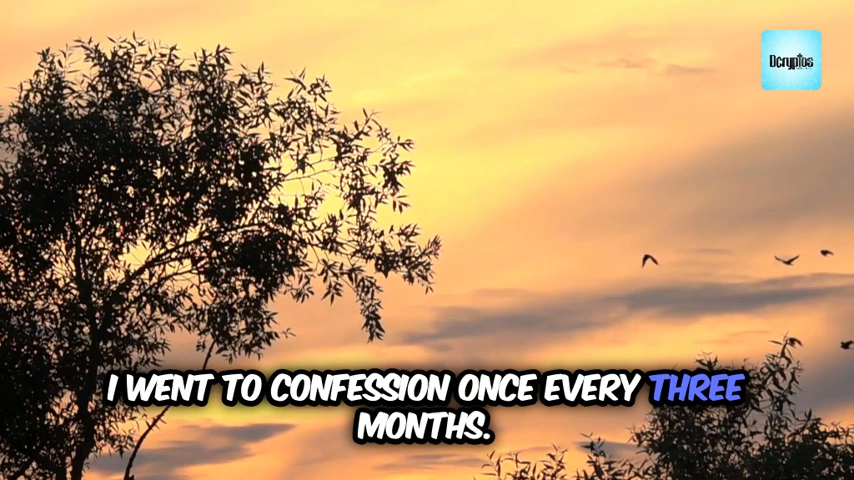 Dcryptos
I WENT TO CONFESSION ONCE EVERY THREE
MONTHS.